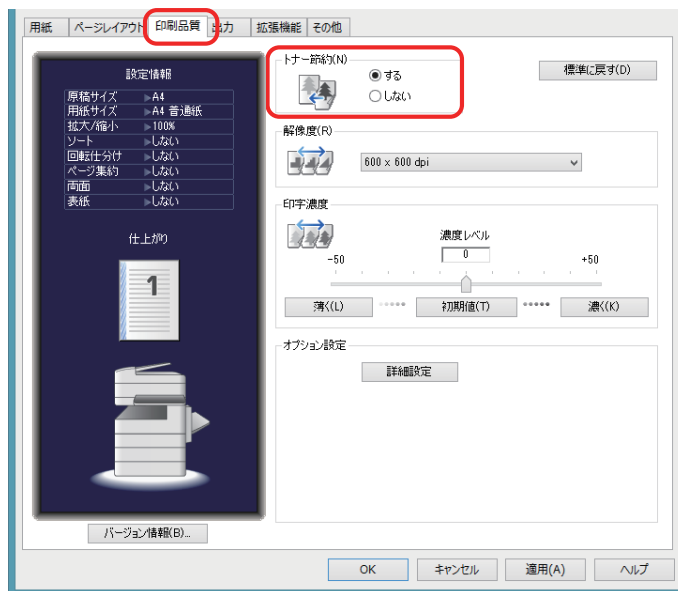 用紙 ページレイアウト 印刷品質 出力 拡張機能 その他
設定情報
原稿サイズ ▶A4
用紙サイズ ▶A4 普通紙
拡大/縮小 ▶100%
ソート ▶しない
回転仕分け ▶しない
ページ集約 ▶しない
両面 ▶しない
表紙 ▶しない
仕上がり
1
バージョン情報(B)...
トナー節約(N)
する
しない
標準に戻す(D)
解像度(R)
600 x 600 dpi
印字濃度
濃度レベル
-50 0 +50
薄く(L) 初期値(T) 濃く(K)
オプション設定
詳細設定
OK キャンセル 適用(A) ヘルプ